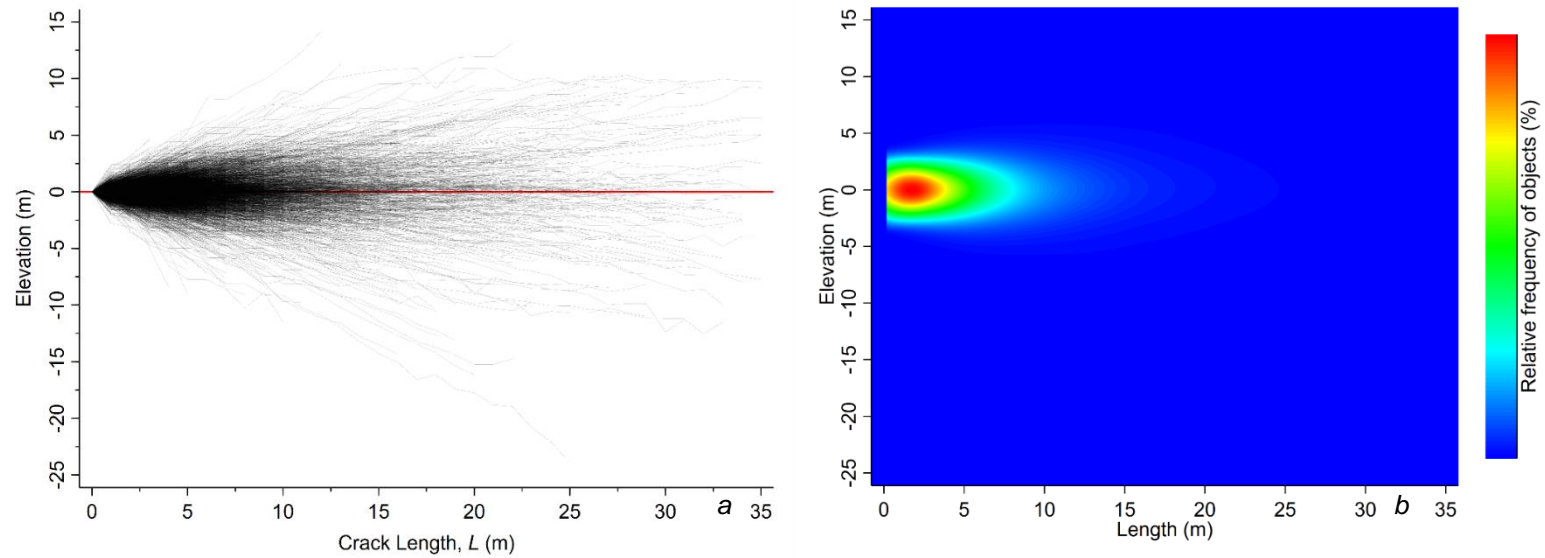 Elevation (m)
15
10
5
0
-5
-10
-15
-20
-25
0 5 10 15 20 25 30 35
a
Crack Length, L (m)
Elevation (m)
15
10
5
0
-5
-10
-15
-20
-25
0 5 10 15 20 25 30 35
b
Length (m)
Relative frequency of objects (%)